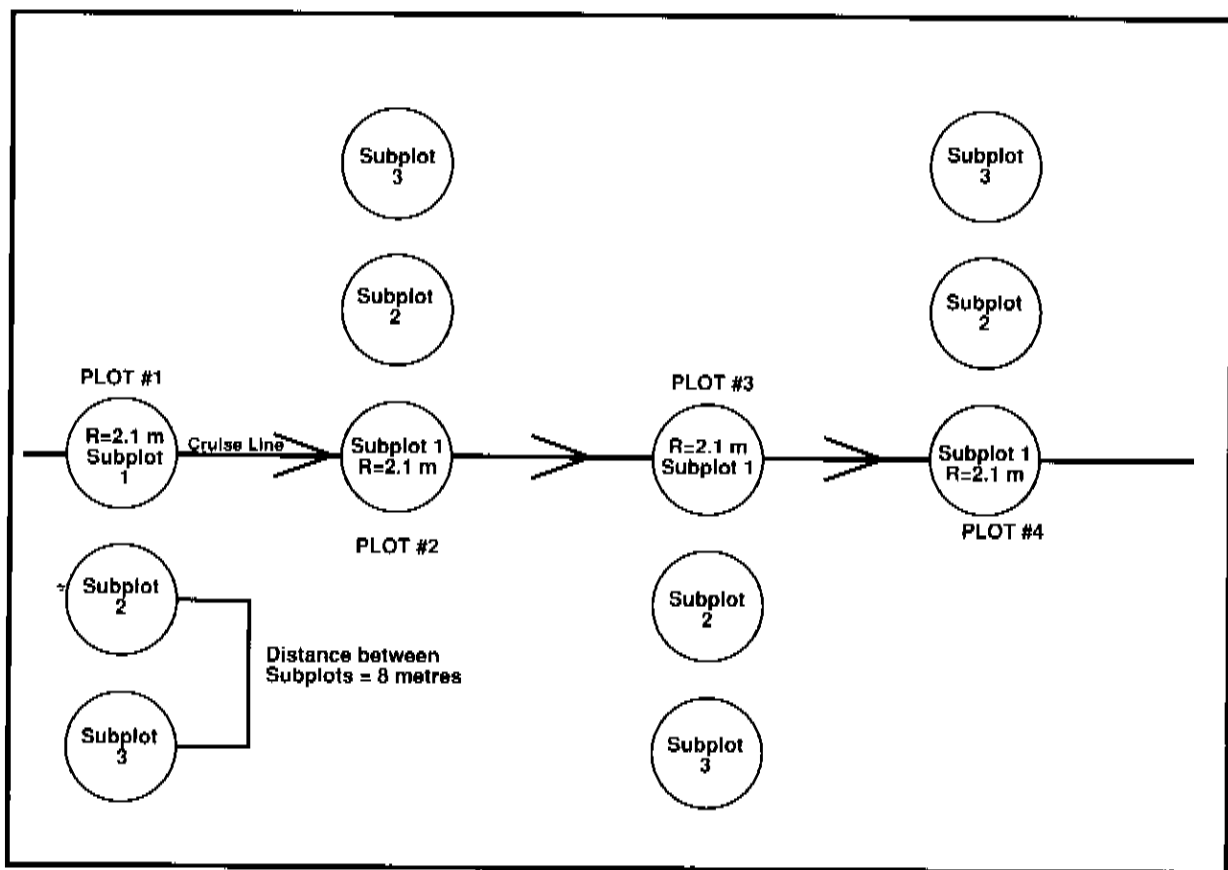 Subplot
3
Subplot
3
Subplot
2
Subplot
2
PLOT #1
PLOT #3
R=2.1 m
Subplot
1
Cruise Line
Subplot 1
R=2.1 m
R=2.1 m
Subplot 1
Subplot 1
R=2.1 m
PLOT #2
PLOT #4
Subplot
2
Subplot
2
Distance between
Subplots = 8 metres
Subplot
3
Subplot
3